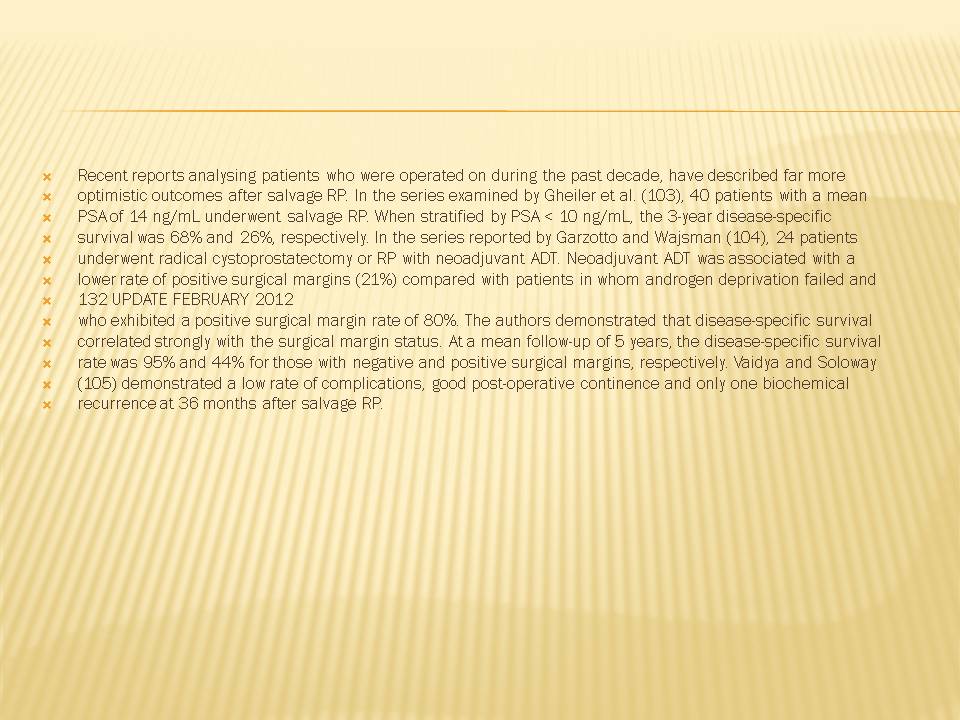 Recent reports analysing patients who were operated on during the past decade, have described far more
optimistic outcomes after salvage RP. In the series examined by Gheiler et al. (103), 40 patients with a mean
PSA of 14 ng/mL underwent salvage RP. When stratified by PSA < 10 ng/mL, the 3-year disease-specific
survival was 68% and 26%, respectively. In the series reported by Garzotto and Wajsman (104), 24 patients
underwent radical cystoprostatectomy or RP with neoadjuvant ADT. Neoadjuvant ADT was associated with a
lower rate of positive surgical margins (21%) compared with patients in whom androgen deprivation failed and
132 UPDATE FEBRUARY 2012
who exhibited a positive surgical margin rate of 80%. The authors demonstrated that disease-specific survival
correlated strongly with the surgical margin status. At a mean follow-up of 5 years, the disease-specific survival
rate was 95% and 44% for those with negative and positive surgical margins, respectively. Vaidya and Soloway
(105) demonstrated a low rate of complications, good post-operative continence and only one biochemical
recurrence at 36 months after salvage RP.